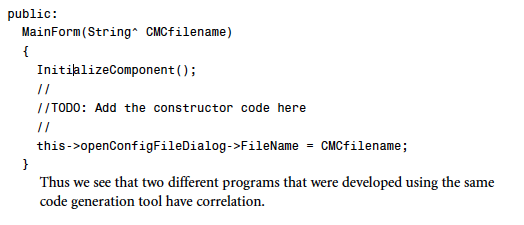 public:
MainForm(String^ CMCfilename)
{
InitializeComponent();
//
//TODO: Add the constructor code here
//
this->openConfigFileDialog->FileName = CMCfilename;
}
Thus we see that two different programs that were developed using the same
code generation tool have correlation.